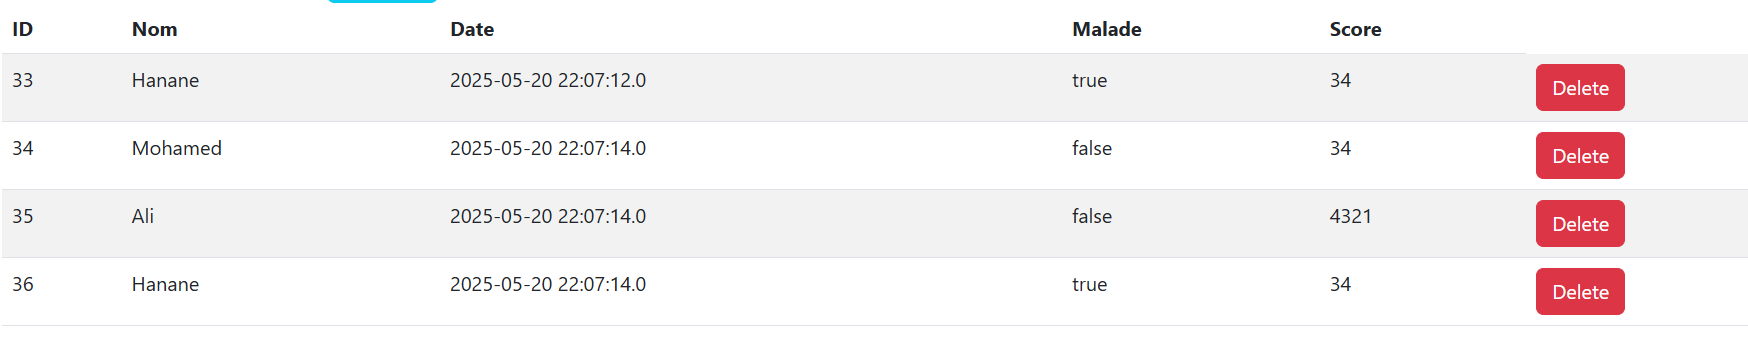 ID Nom Date Malade Score
33 Hanane 2025-05-20 22:07:12.0 true 34 Delete
34 Mohamed 2025-05-20 22:07:14.0 false 34 Delete
35 Ali 2025-05-20 22:07:14.0 false 4321 Delete
36 Hanane 2025-05-20 22:07:14.0 true 34 Delete